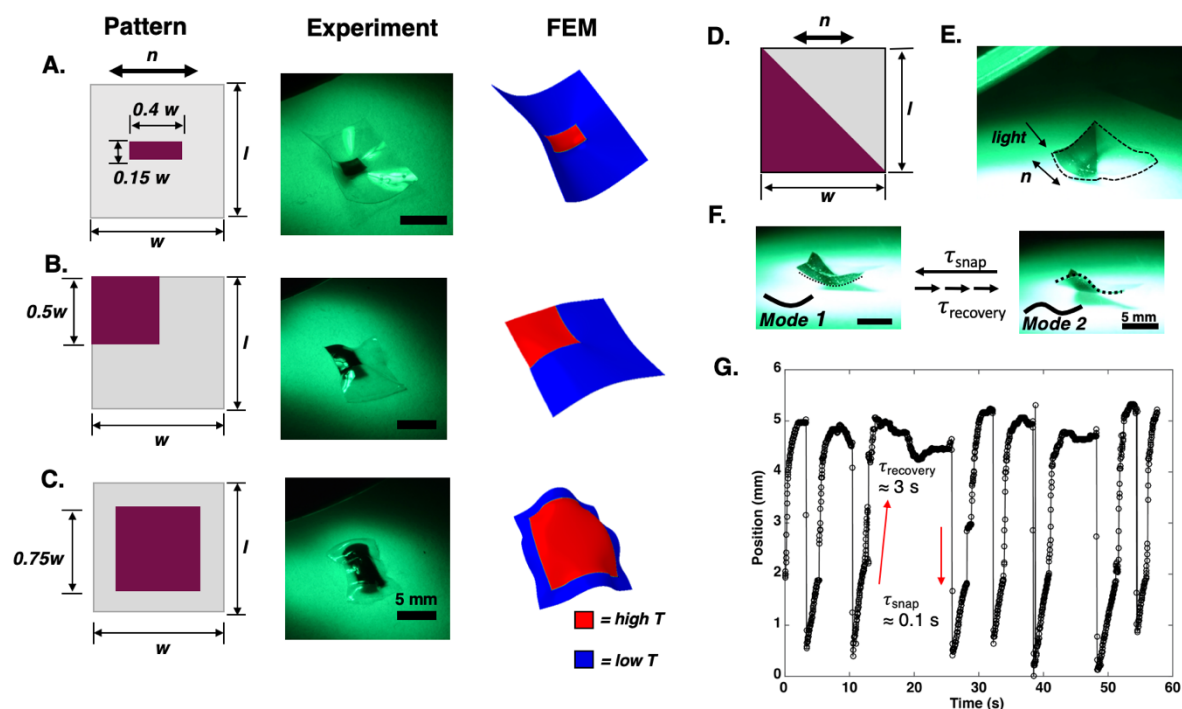 Pattern
Experiment
FEM
A.
n
0.4 w
0.15 w
l
w
B.
0.5w
l
w
C.
0.75w
l
w
5 mm
= high T
= low T
D.
n
l
w
E.
light
n
F.
Mode 1
τsnap
τrecovery
Mode 2
5 mm
G.
Position (mm)
6
5
4
3
2
1
0
τrecovery
≈ 3 s
τsnap
≈ 0.1 s
0 10 20 30 40 50 60
Time (s)